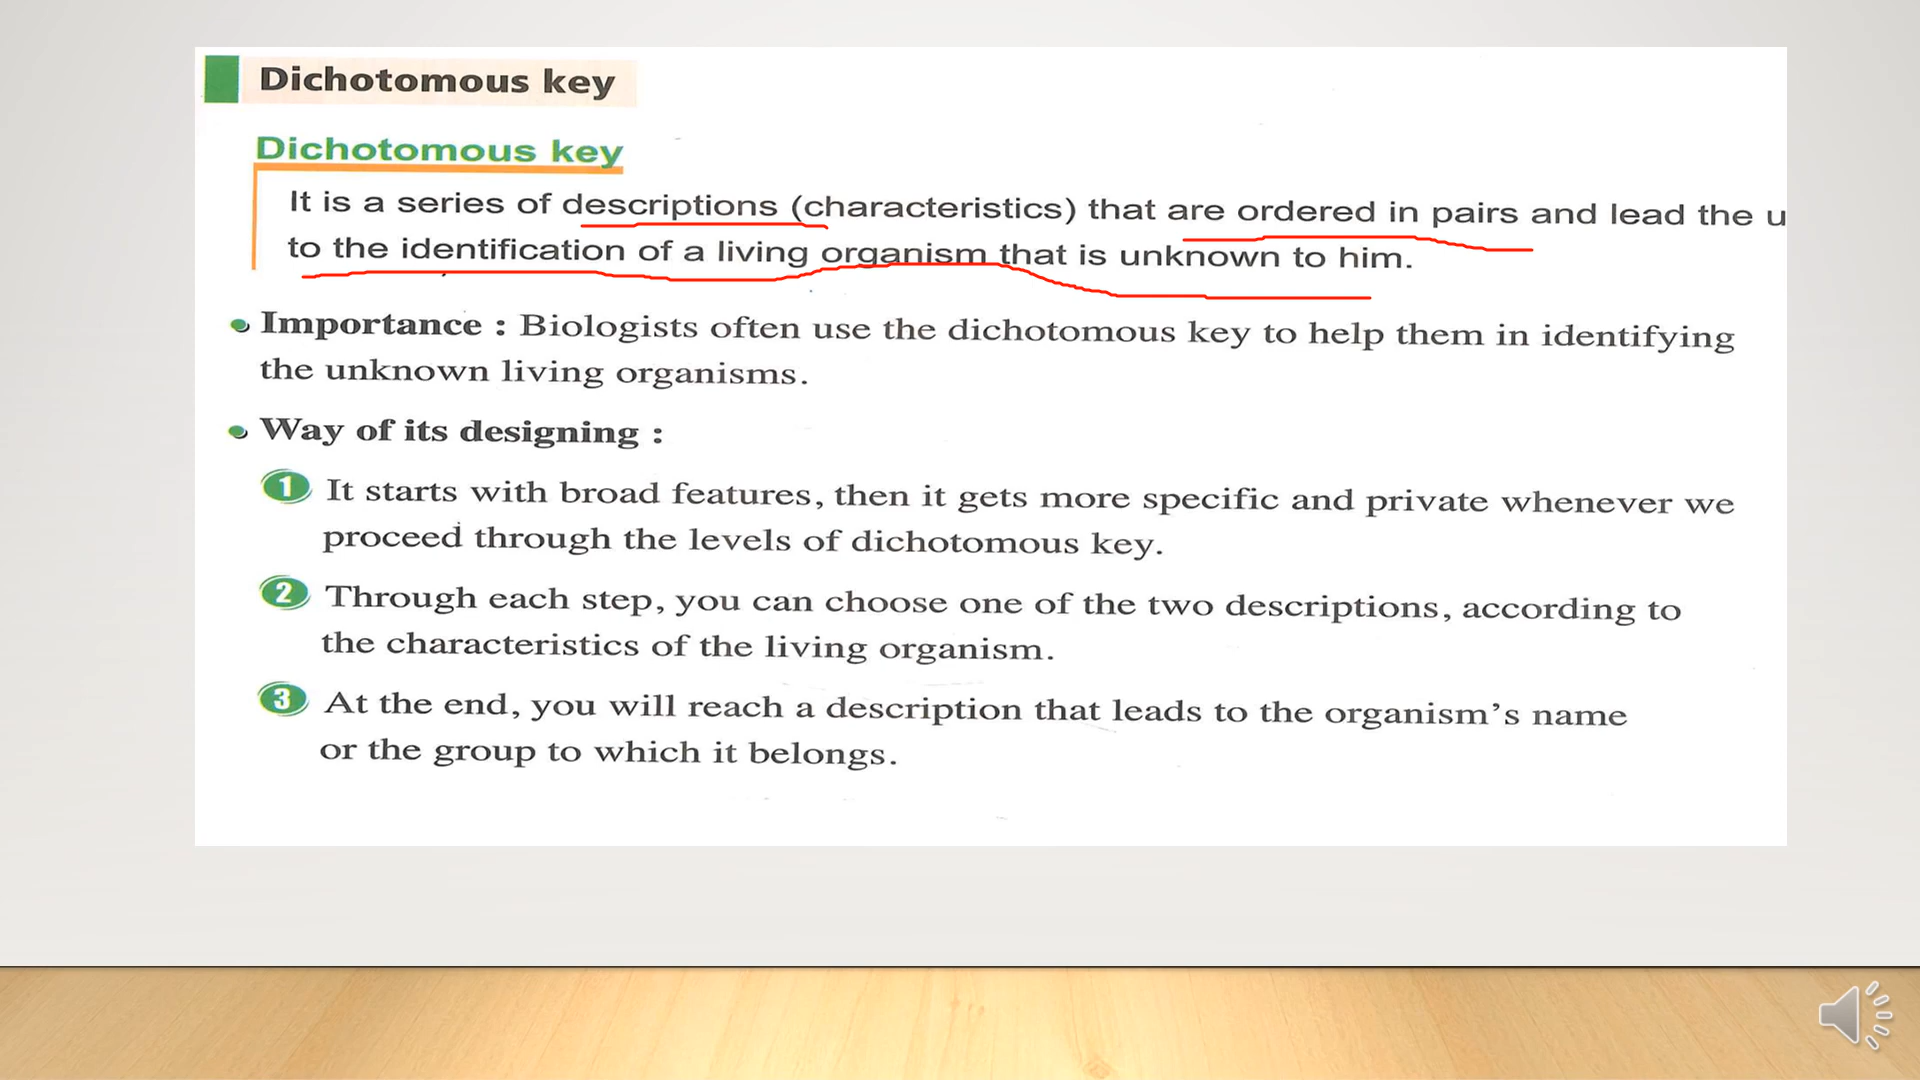 Dichotomous key
Dichotomous key
It is a series of descriptions (characteristics) that are ordered in pairs and lead the u
to the identification of a living organism that is unknown to him.
Importance : Biologists often use the dichotomous key to help them in identifying
the unknown living organisms.
Way of its designing :
1 It starts with broad features, then it gets more specific and private whenever we
proceed through the levels of dichotomous key.
2 Through each step, you can choose one of the two descriptions, according to
the characteristics of the living organism.
3 At the end, you will reach a description that leads to the organism's name
or the group to which it belongs.